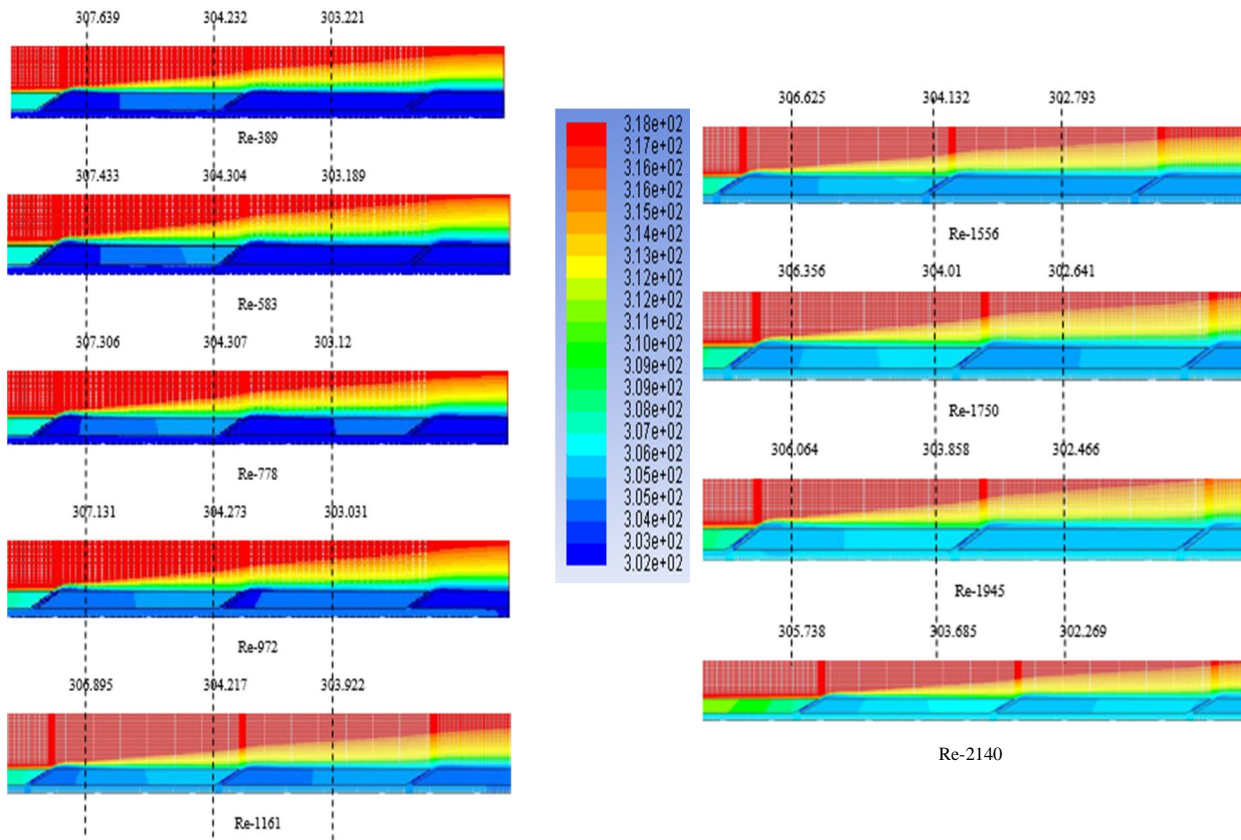 307.639 304.232 303.221
Re-389
307.433 304.304 303.189
Re-583
307.306 304.307 303.12
Re-778
307.131 304.273 303.031
Re-972
306.895 304.217 303.922
Re-1161
3.18e+02
3.17e+02
3.16e+02
3.16e+02
3.15e+02
3.14e+02
3.13e+02
3.12e+02
3.12e+02
3.11e+02
3.10e+02
3.09e+02
3.08e+02
3.08e+02
3.07e+02
3.06e+02
3.05e+02
3.05e+02
3.04e+02
3.03e+02
3.02e+02
306.625 304.132 302.793
Re-1556
306.356 304.01 302.641
Re-1750
306.064 303.858 302.466
Re-1945
305.738 303.685 302.269
Re-2140